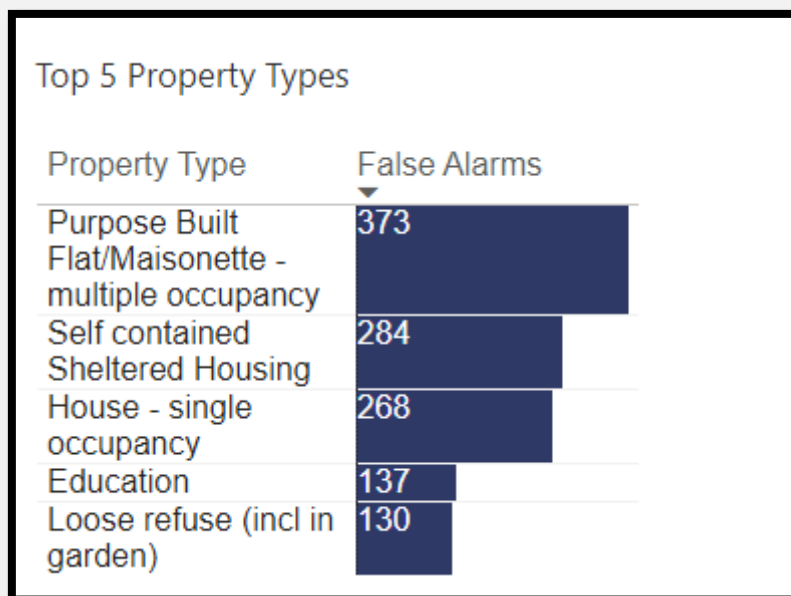 Top 5 Property Types
Property Type False Alarms
Purpose Built 373
Flat/Maisonette -
multiple occupancy
Self contained 284
Sheltered Housing
House - single 268
occupancy
Education 137
Loose refuse (incl in 130
garden)